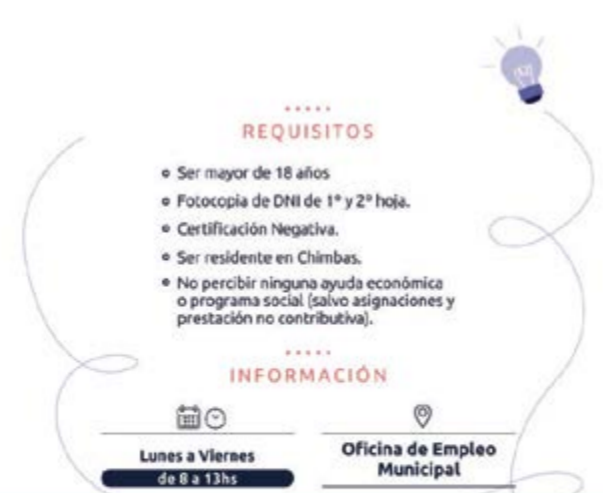 REQUISITOS
Ser mayor de 18 años
Fotocopia de DNI de 1° y 2° hoja.
Certificación Negativa.
Ser residente en Chimbas.
No percibir ninguna ayuda económica
o programa social (salvo asignaciones y
prestación no contributiva).
INFORMACIÓN
Lunes a Viernes
de 8 a 13hs
Oficina de Empleo
Municipal